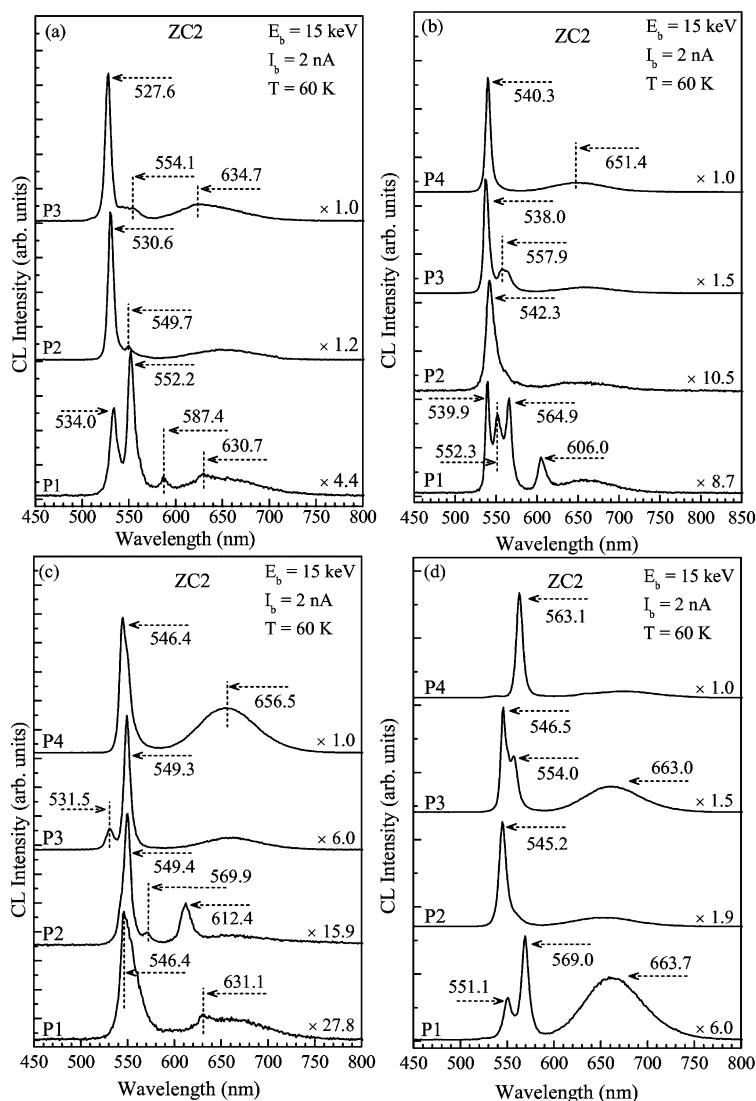 (a)
ZC2
E_b = 15 keV
I_b = 2 nA
T = 60 K
527.6
554.1
634.7
P3
× 1.0
530.6
549.7
P2
× 1.2
552.2
534.0
587.4
630.7
P1
× 4.4
CL Intensity (arb. units)
450 500 550 600 650 700 750 800
Wavelength (nm)
(b)
ZC2
E_b = 15 keV
I_b = 2 nA
T = 60 K
540.3
651.4
P4
× 1.0
538.0
557.9
P3
× 1.5
542.3
P2
× 10.5
539.9
564.9
552.3
606.0
P1
× 8.7
CL Intensity (arb. units)
450 500 550 600 650 700 750 800 850
Wavelength (nm)
(c)
ZC2
E_b = 15 keV
I_b = 2 nA
T = 60 K
546.4
656.5
P4
× 1.0
549.3
531.5
P3
× 6.0
549.4
569.9
612.4
P2
× 15.9
546.4
631.1
P1
× 27.8
CL Intensity (arb. units)
450 500 550 600 650 700 750 800
Wavelength (nm)
(d)
ZC2
E_b = 15 keV
I_b = 2 nA
T = 60 K
563.1
P4
× 1.0
546.5
554.0
663.0
P3
× 1.5
545.2
P2
× 1.9
569.0
551.1
663.7
P1
× 6.0
CL Intensity (arb. units)
450 500 550 600 650 700 750 800
Wavelength (nm)